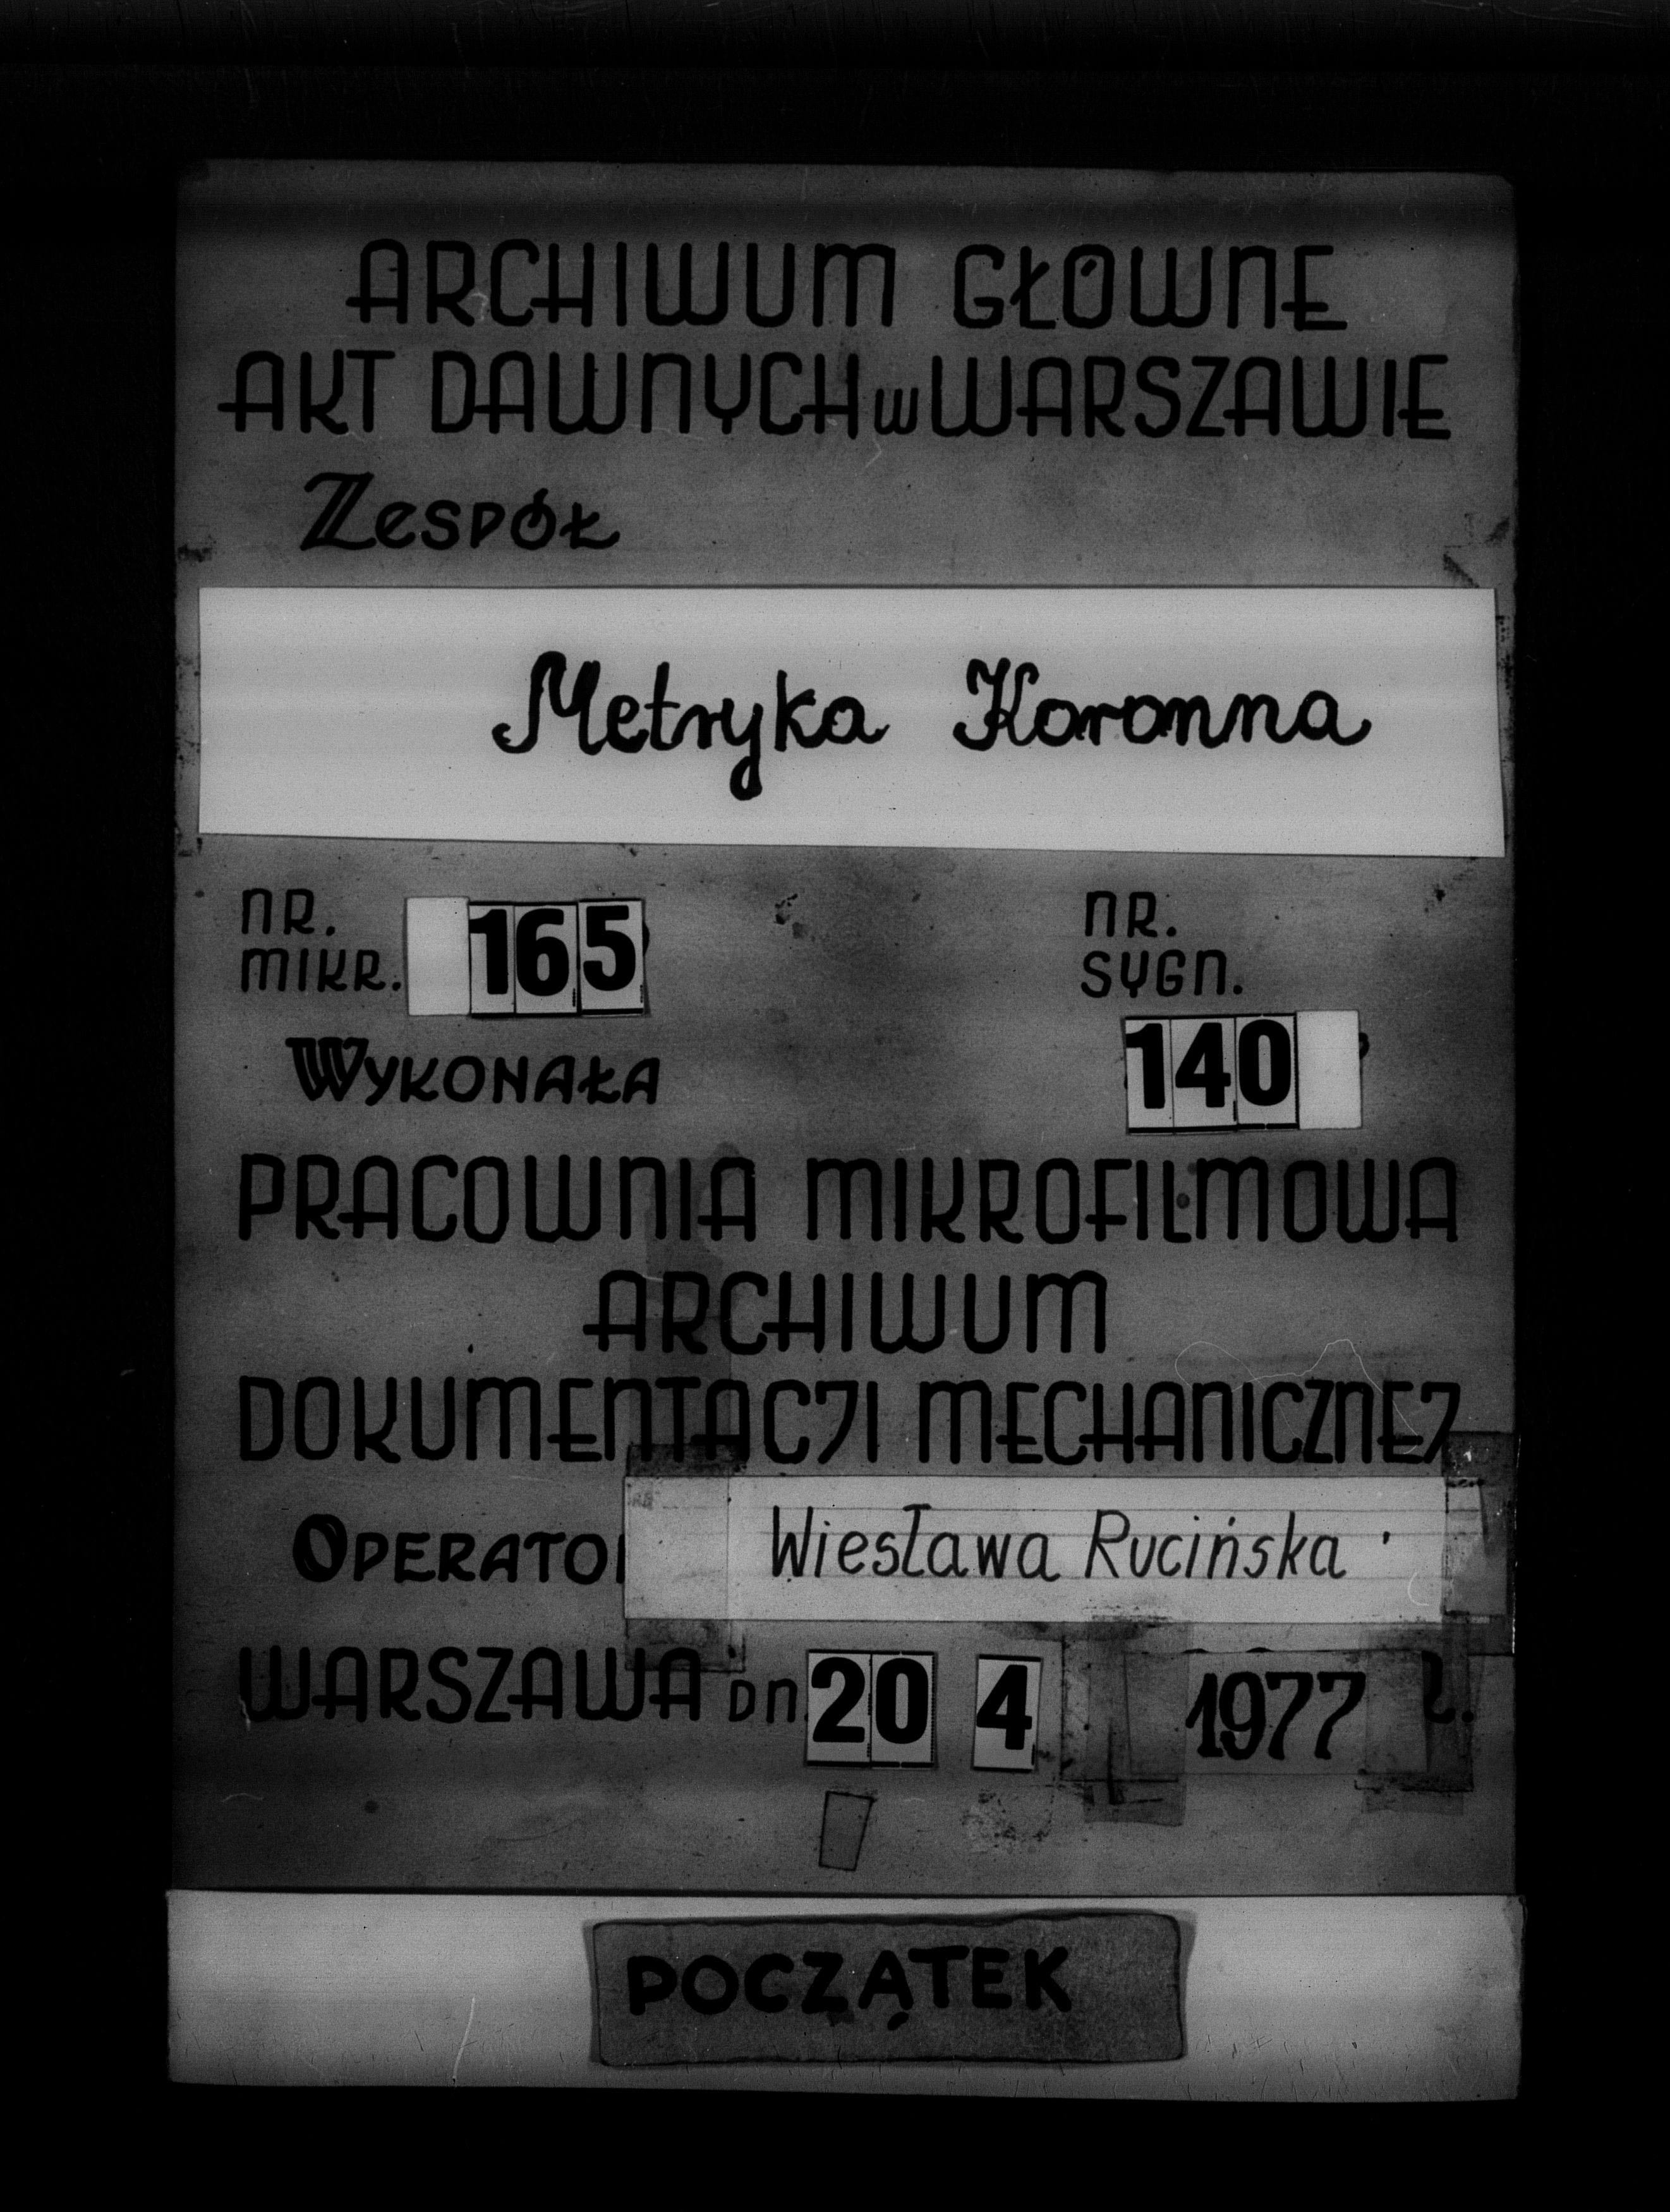 ARCHIWUM GŁÓWNE
AKT DAWNYCH w WARSZAWIE
Zespół
Metryka Koronna
NR. MIKR. 165
NR. SYGN. 140
WYKONAŁA
PRACOWNIA MIKROFILMOWA
ARCHIWUM
DOKUMENTACJI MECHANICZNEJ
OPERATO Wiesława Rucińska
WARSZAWA DN. 20 4 1977 r.
POCZĄTEK